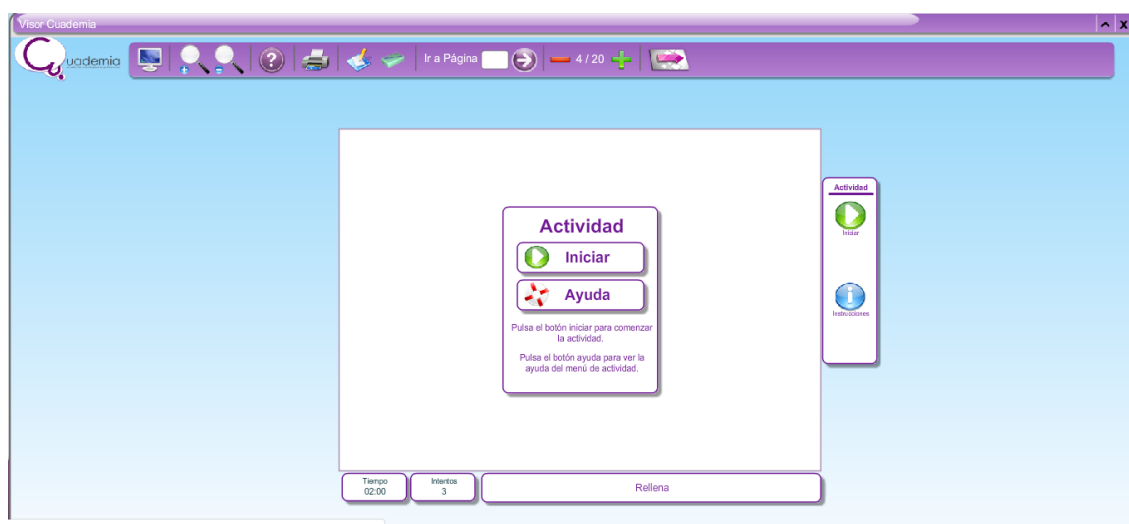 Visor Cuademia
X
Cuademia
Ir a Página
4 / 20
Actividad
Iniciar
Ayuda
Pulsa el botón iniciar para comenzar
la actividad.
Pulsa el botón ayuda para ver la
ayuda del menú de actividad.
Actividad
Iniciar
Instrucciones
Tiempo
02:00
Intentos
3
Rellena